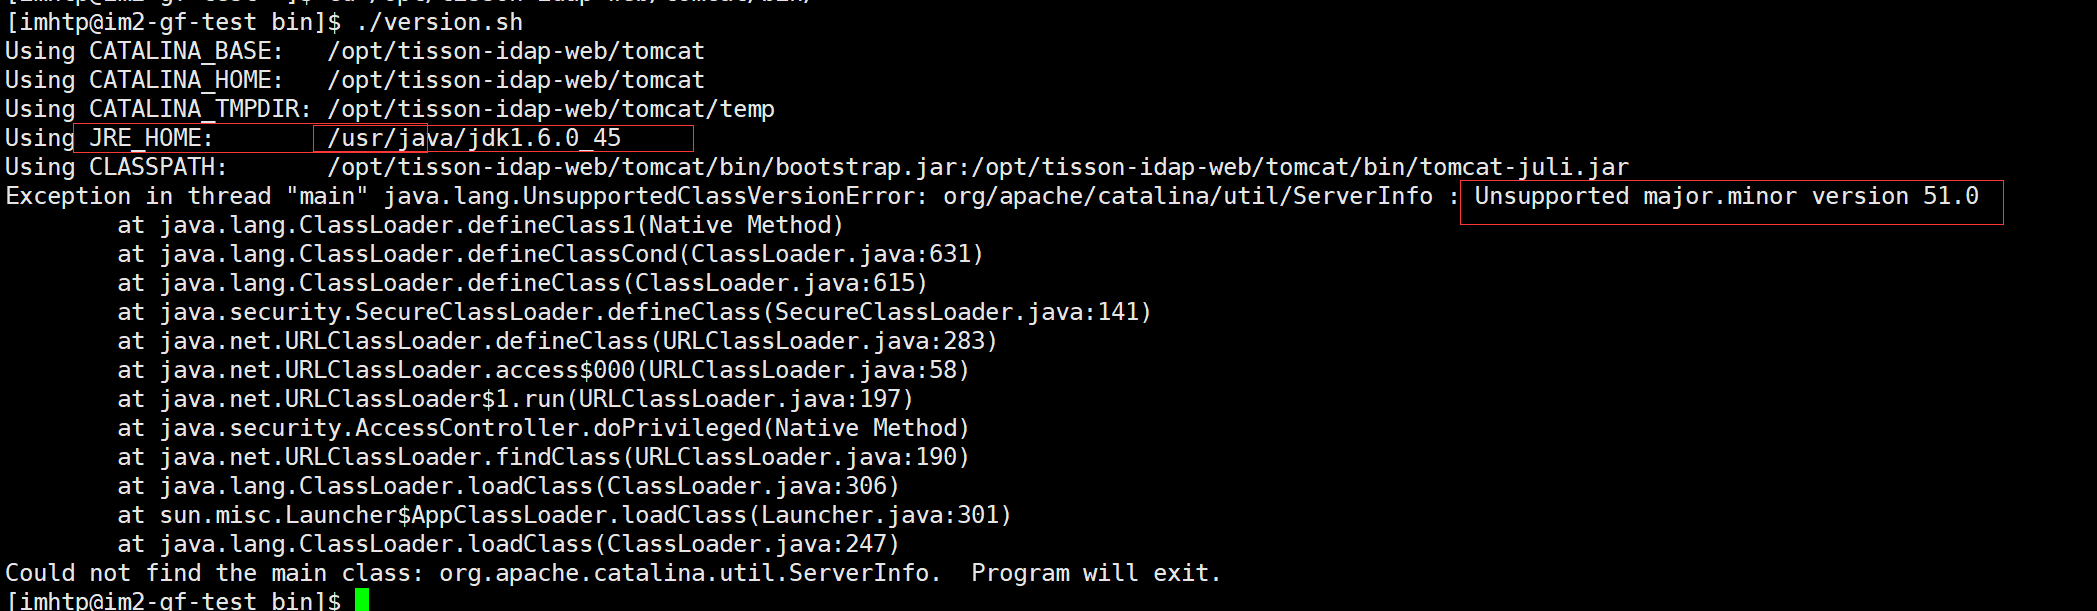 [imhtp@im2-gf-test bin]$ ./version.sh
Using CATALINA_BASE:   /opt/tisson-idap-web/tomcat
Using CATALINA_HOME:   /opt/tisson-idap-web/tomcat
Using CATALINA_TMPDIR: /opt/tisson-idap-web/tomcat/temp
Using JRE_HOME:        /usr/java/jdk1.6.0_45
Using CLASSPATH:       /opt/tisson-idap-web/tomcat/bin/bootstrap.jar:/opt/tisson-idap-web/tomcat/bin/tomcat-juli.jar
Exception in thread "main" java.lang.UnsupportedClassVersionError: org/apache/catalina/util/ServerInfo : Unsupported major.minor version 51.0
        at java.lang.ClassLoader.defineClass1(Native Method)
        at java.lang.ClassLoader.defineClassCond(ClassLoader.java:631)
        at java.lang.ClassLoader.defineClass(ClassLoader.java:615)
        at java.security.SecureClassLoader.defineClass(SecureClassLoader.java:141)
        at java.net.URLClassLoader.defineClass(URLClassLoader.java:283)
        at java.net.URLClassLoader.access$000(URLClassLoader.java:58)
        at java.net.URLClassLoader$1.run(URLClassLoader.java:197)
        at java.security.AccessController.doPrivileged(Native Method)
        at java.net.URLClassLoader.findClass(URLClassLoader.java:190)
        at java.lang.ClassLoader.loadClass(ClassLoader.java:306)
        at sun.misc.Launcher$AppClassLoader.loadClass(Launcher.java:301)
        at java.lang.ClassLoader.loadClass(ClassLoader.java:247)
Could not find the main class: org.apache.catalina.util.ServerInfo.  Program will exit.
[imhtp@im2-gf-test bin]$